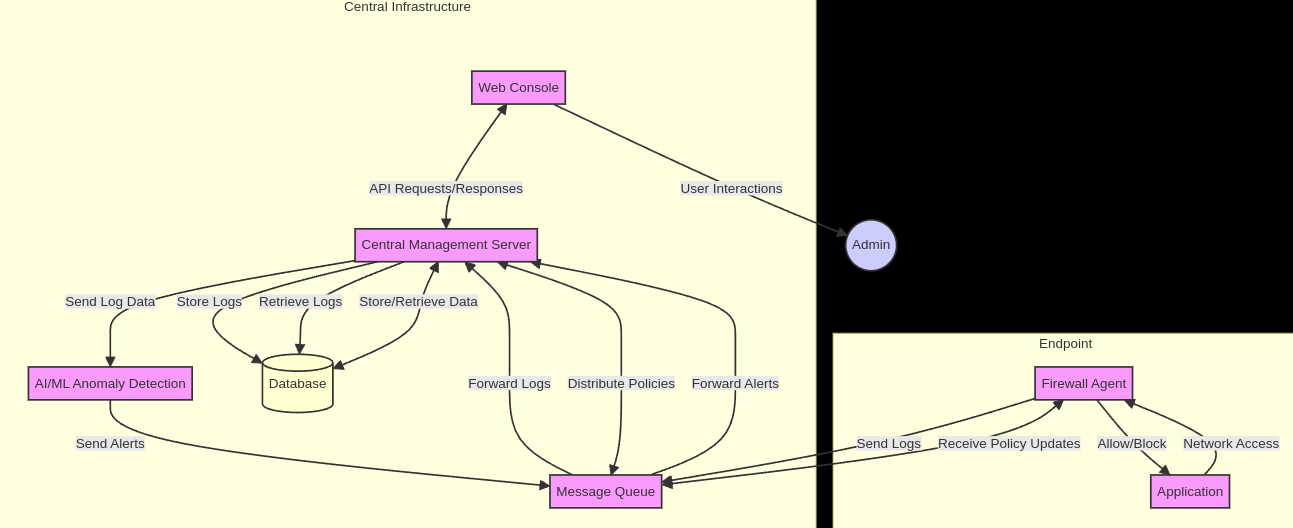 Central Infrastructure
Web Console
API Requests/Responses
User Interactions
Central Management Server
Admin
Send Log Data
Store Logs
Retrieve Logs
Store/Retrieve Data
Endpoint
AI/ML Anomaly Detection
Database
Forward Logs
Distribute Policies
Forward Alerts
Firewall Agent
Send Alerts
Send Logs
Receive Policy Updates
Allow/Block
Network Access
Message Queue
Application